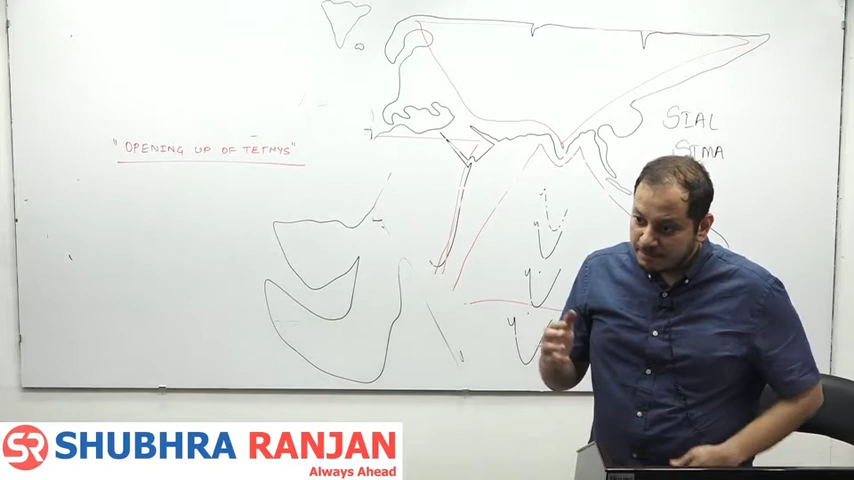 SIAL
"OPENING UP OF TETHYS"
SIMA
SR SHUBHRA RANJAN
Always Ahead